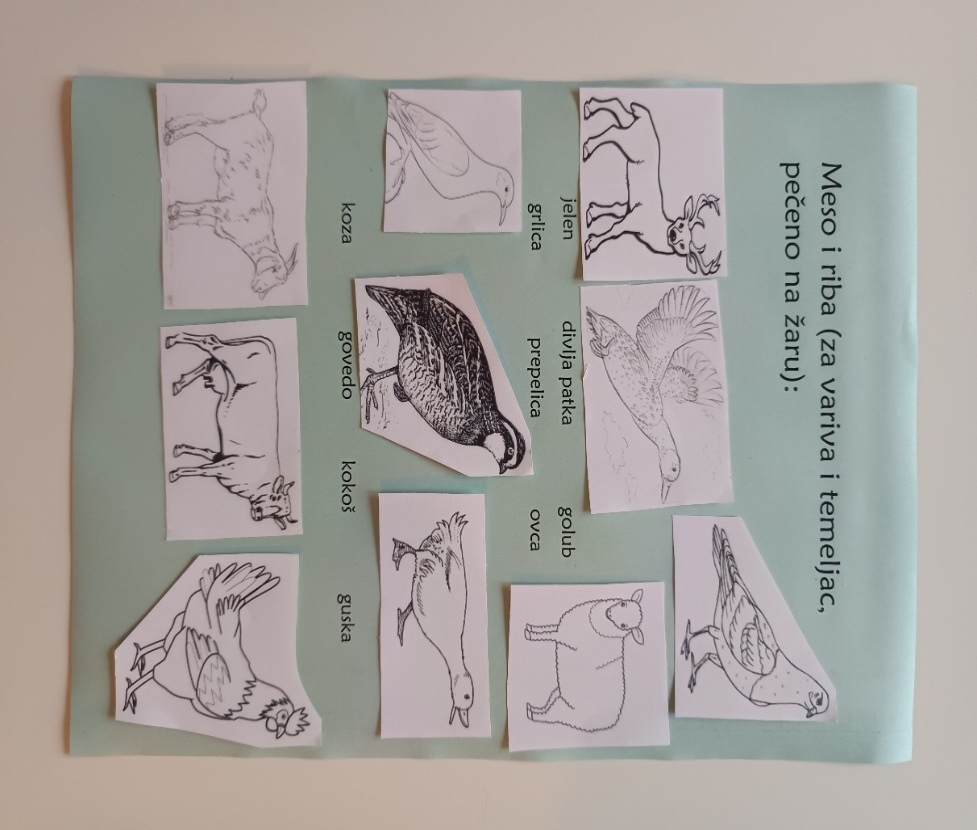 Meso i riba (za variva i temeljac,
pečeno na žaru):
jelen divlja patka golub
grlica prepelica ovca
koza govedo kokoš guska